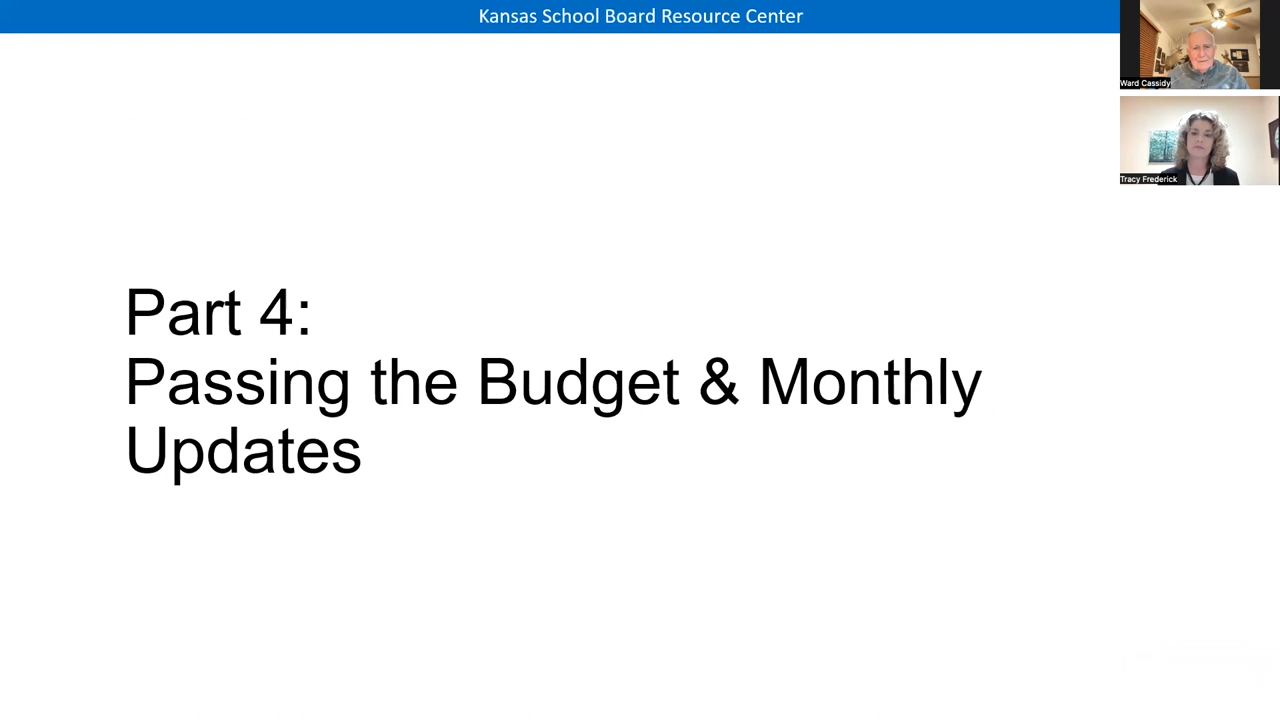 Kansas School Board Resource Center
Ward Cassidy
Tracy Frederick
Part 4:
Passing the Budget & Monthly
Updates